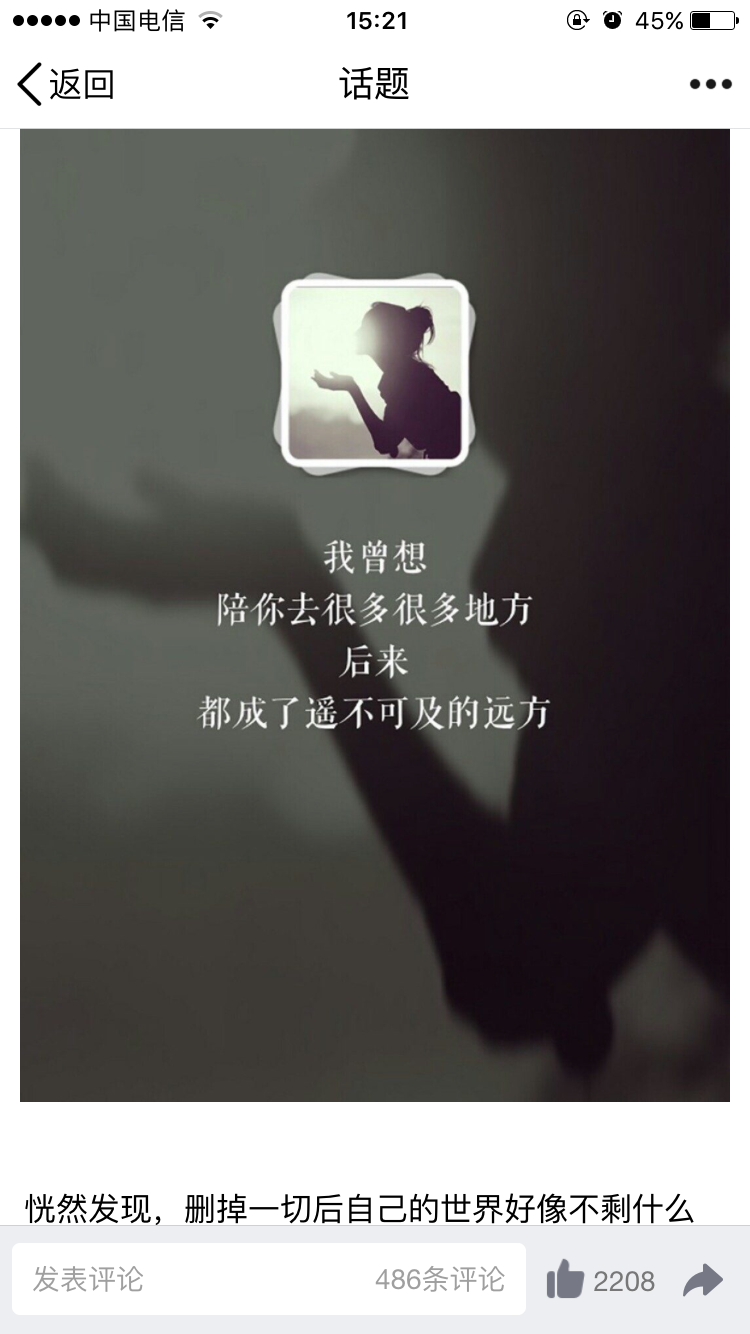 中国电信
15:21
45%
返回
话题
我曾想
陪你去很多很多地方
后来
都成了遥不可及的远方
恍然发现，删掉一切后自己的世界好像不剩什么
发表评论
486条评论
2208